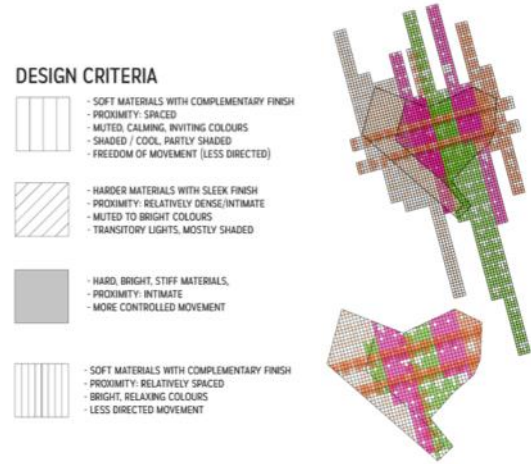 DESIGN CRITERIA
- SOFT MATERIALS WITH COMPLEMENTARY FINISH
- PROXIMITY: SPACED
- MUTED, CALMING, INVITING COLOURS
- SHADED / COOL, PARTLY SHADED
- FREEDOM OF MOVEMENT (LESS DIRECTED)
- HARDER MATERIALS WITH SLEEK FINISH
- PROXIMITY: RELATIVELY DENSE/INTIMATE
- MUTED TO BRIGHT COLOURS
- TRANSITORY LIGHTS, MOSTLY SHADED
- HARD, BRIGHT, STIFF MATERIALS,
- PROXIMITY: INTIMATE
- MORE CONTROLLED MOVEMENT
- SOFT MATERIALS WITH COMPLEMENTARY FINISH
- PROXIMITY: RELATIVELY SPACED
- BRIGHT, RELAXING COLOURS
- LESS DIRECTED MOVEMENT